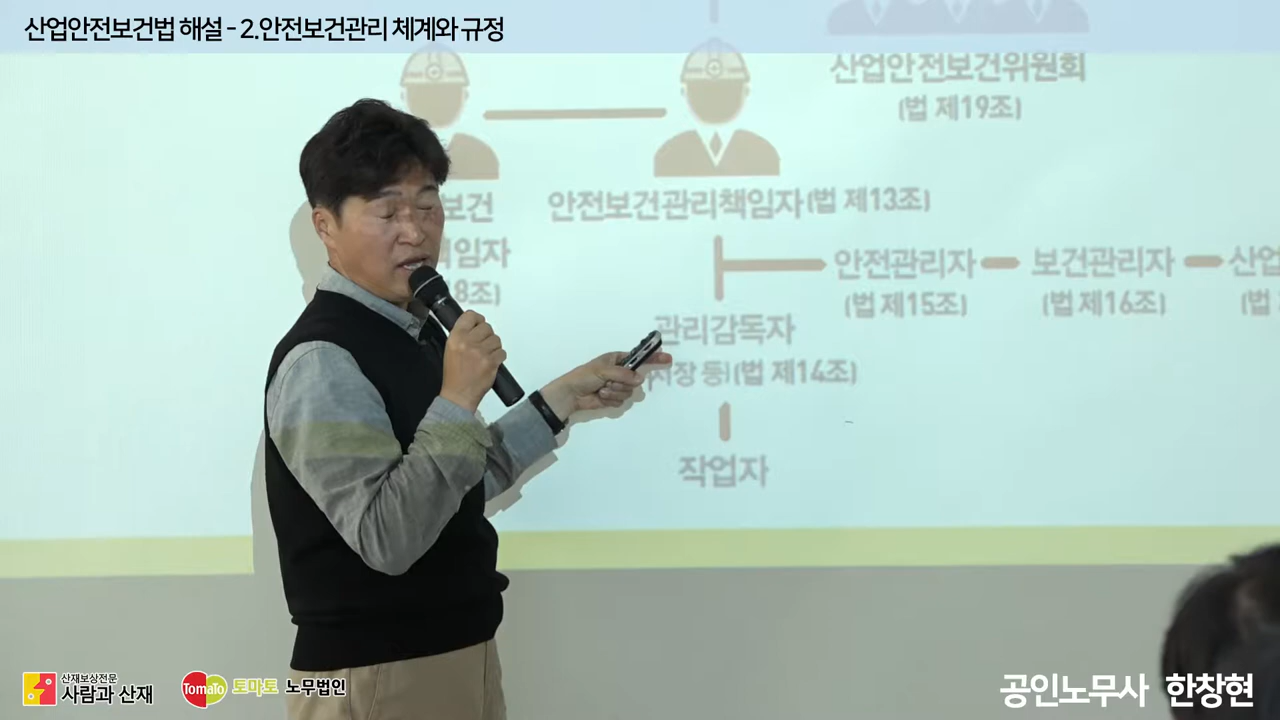 산업안전보건법 해설 - 2.안전보건관리 체계와 규정
산업안전보건위원회
(법 제19조)
보건
임자
8조)
안전보건관리책임자(법 제13조)
안전관리자
(법 제15조)
보건관리자
(법 제16조)
산업
(법
관리감독자
장 등)(법 제14조)
작업자
산재보상전문
사람과 산재
TomaTo
토마토 노무법인
공인노무사 한창현